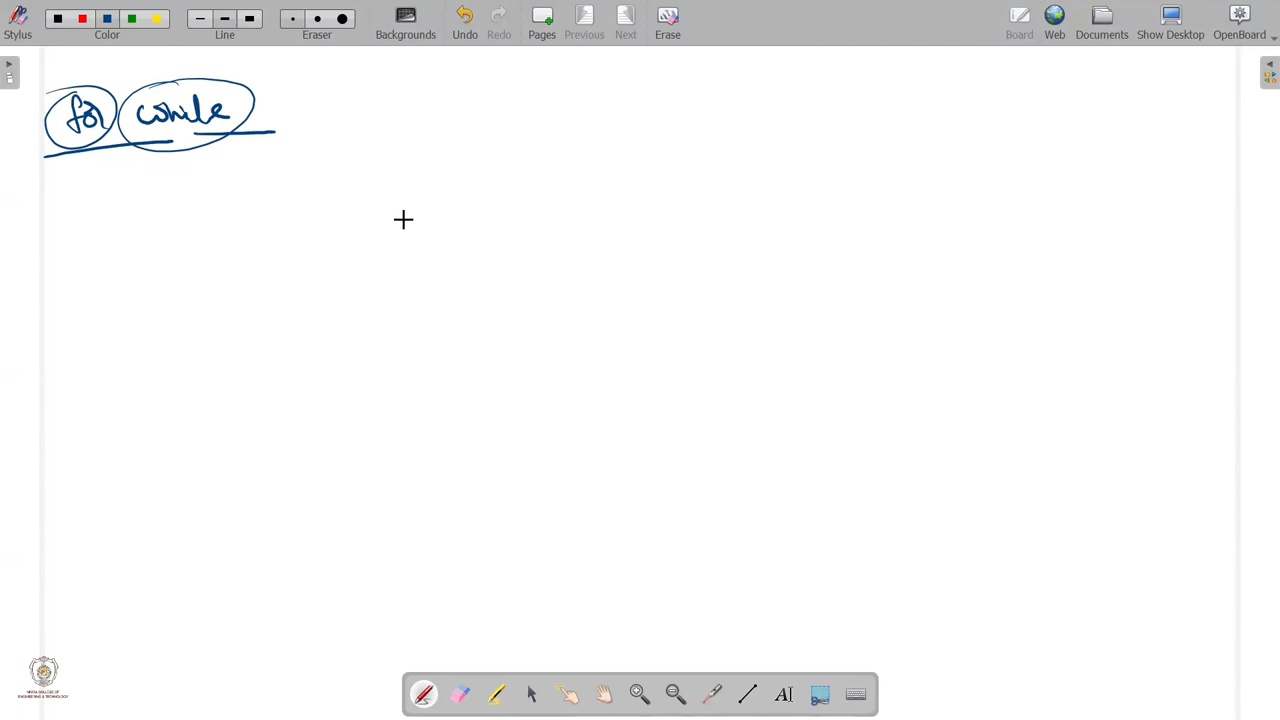 Stylus Color Line Eraser Backgrounds Undo Redo Pages Previous Next Erase Board Web Documents Show Desktop OpenBoard
for while
AI